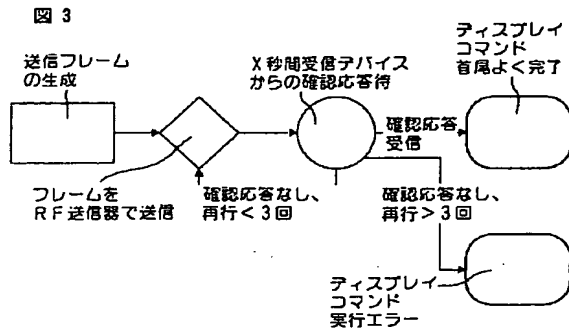 図 3
送信フレーム
の生成
X秒間受信デバイス
からの確認応答待
ディスプレイ
コマンド
首尾よく完了
確認応答
受信
フレームを
RF送信器で送信
確認応答なし、
再行<3回
確認応答なし、
再行>3回
ディスプレイ
コマンド
実行エラー